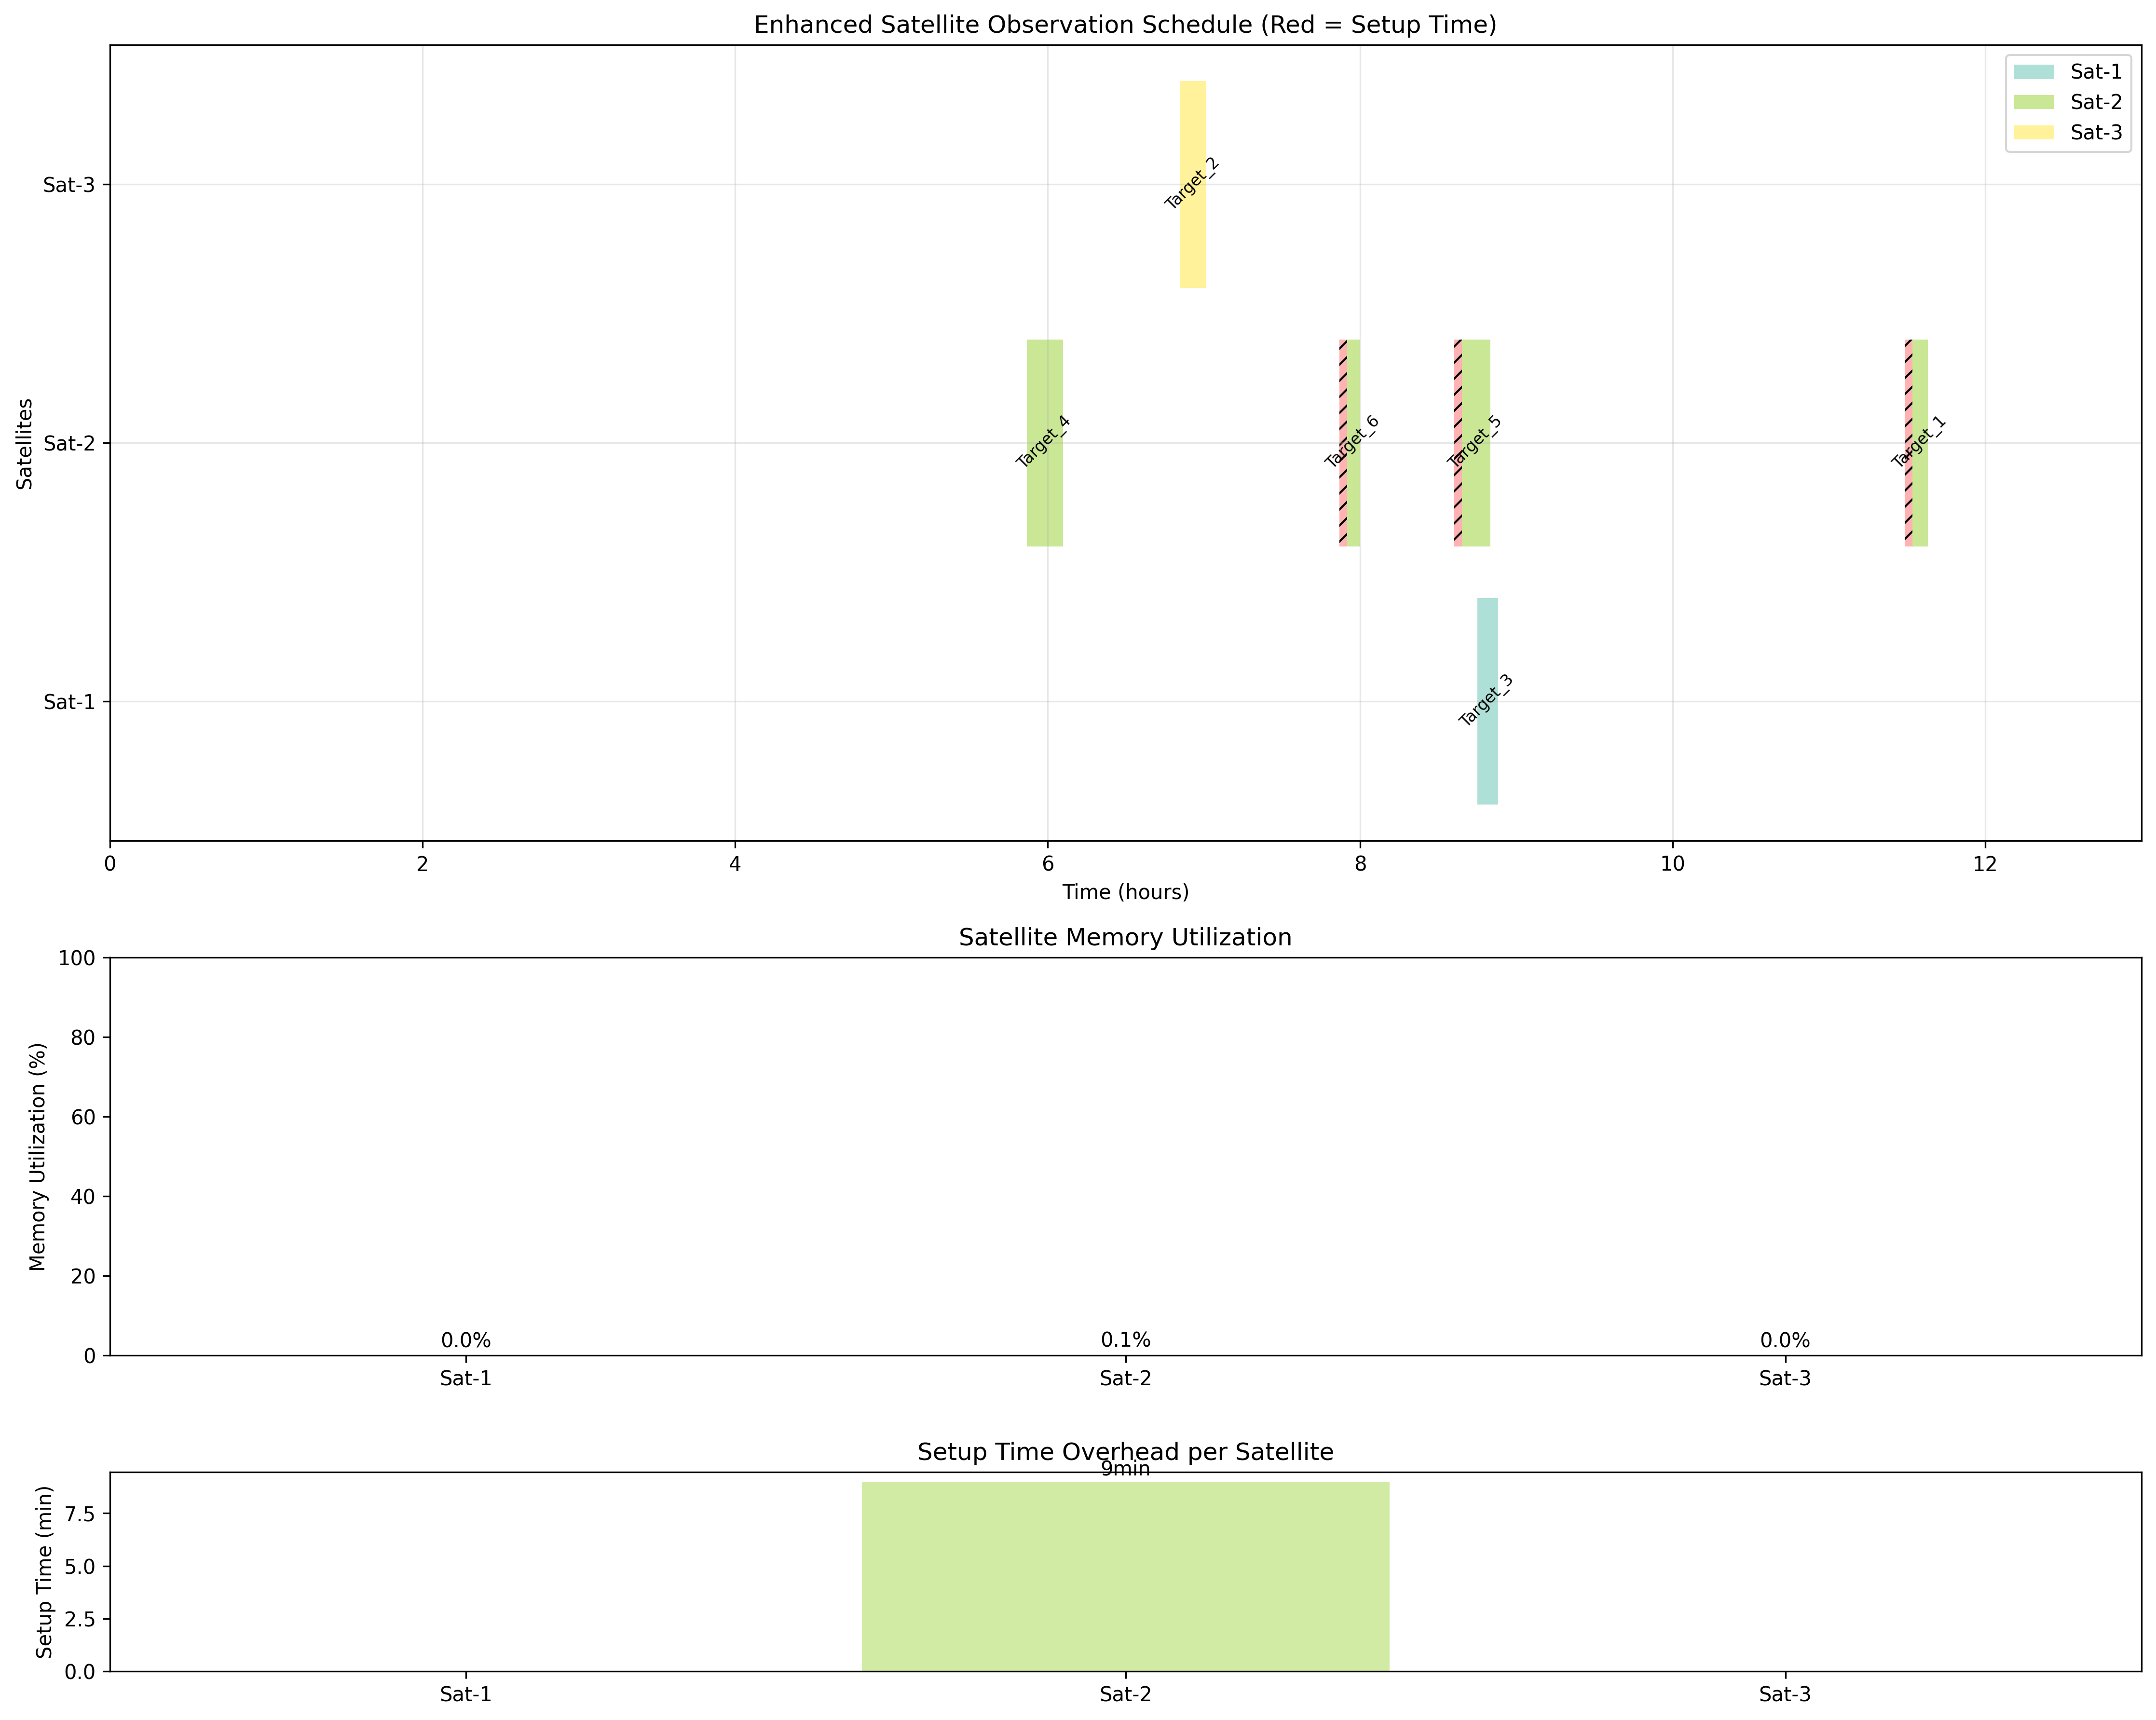 Enhanced Satellite Observation Schedule (Red = Setup Time)
Sat-1
Sat-2
Sat-3
Satellites
Sat-3
Sat-2
Sat-1
Target_2
Target_4
Target_6
Target_5
Target_1
Target_3
0 2 4 6 8 10 12
Time (hours)
Satellite Memory Utilization
Memory Utilization (%)
100
80
60
40
20
0
0.0% 0.1% 0.0%
Sat-1 Sat-2 Sat-3
Setup Time Overhead per Satellite
9min
Setup Time (min)
7.5
5.0
2.5
0.0
Sat-1 Sat-2 Sat-3